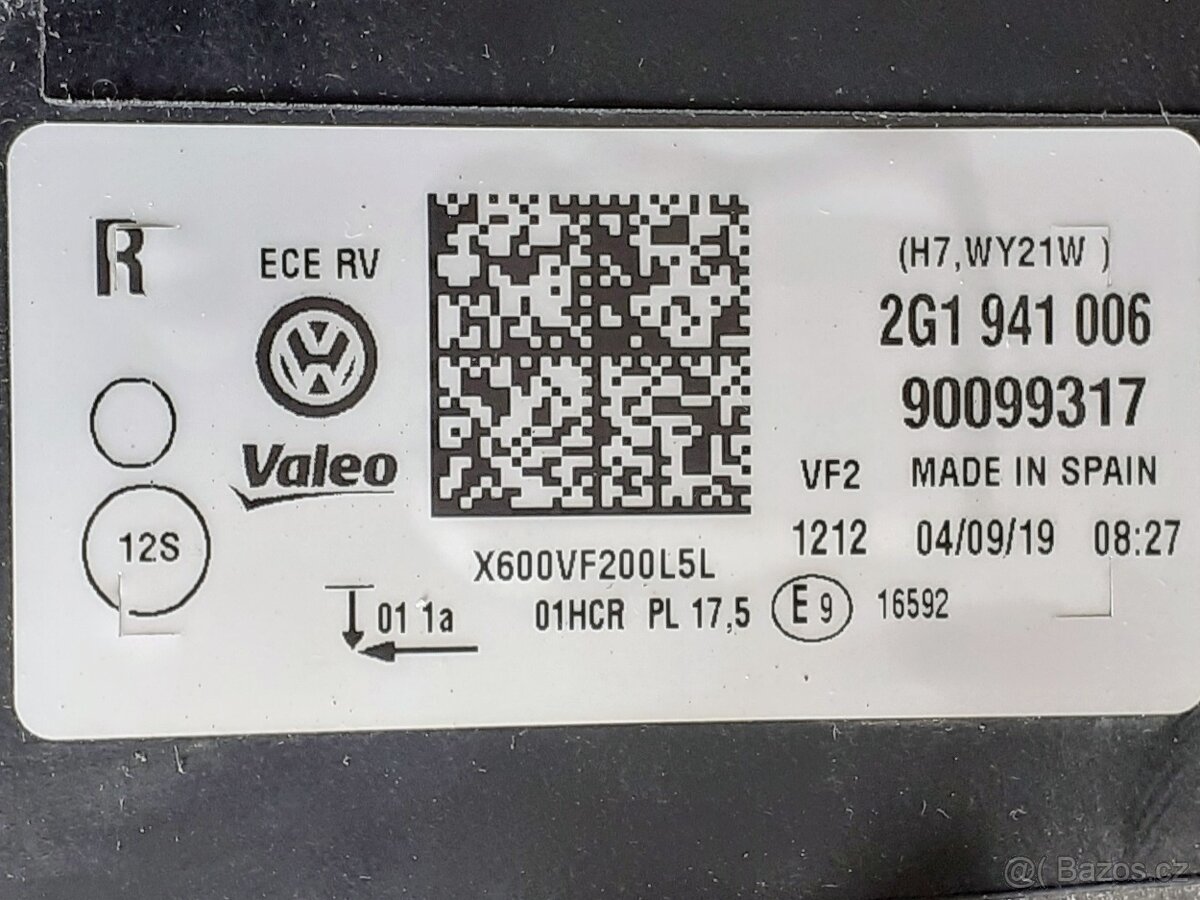 R
ECE RV
Valeo
12S
(H7,WY21W )
2G1 941 006
90099317
VF2 MADE IN SPAIN
1212 04/09/19 08:27
X600VF200L5L
01 1a 01HCR PL 17,5 E9 16592
@( Bazos.cz